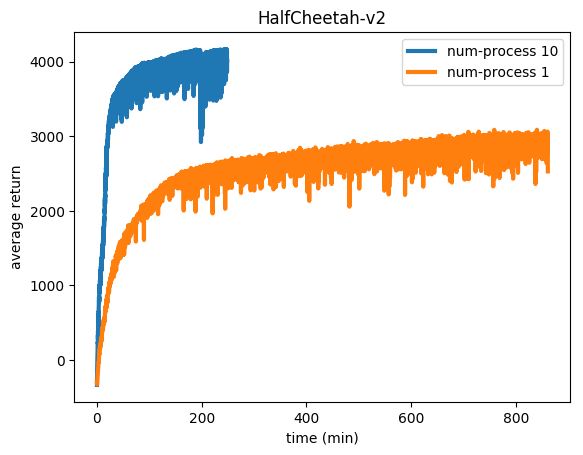 HalfCheetah-v2
num-process 10
num-process 1
4000
3000
2000
1000
0
average return
0
200
400
600
800
time (min)